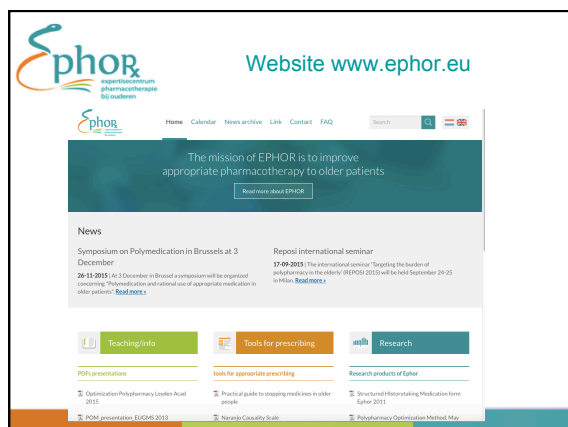 Ephor
expertisecentrum
pharmacotherapie
bij ouderen
Website www.ephor.eu
Ephor
Home Calendar News archive Link Contact FAQ
Search
The mission of EPHOR is to improve
appropriate pharmacotherapy to older patients
Read more about EPHOR
News
Symposium on Polymedication in Brussels at 3
December
26-11-2015 | At 3 December in Brussel a symposium will be organized
concerning "Polymedication and rational use of appropriate medication in
older patients". Read more »
Reposi international seminar
17-09-2015 | The international seminar 'Targeting the burden of
polypharmacy in the elderly' (REPOSI 2015) will be held September 24-25
in Milan. Read more »
Teaching/info
PDFs presentations
Optimization Polypharmacy Leyden Acad
2015
POM_presentation_EUGMS 2013
Tools for prescribing
tools for appropriate prescribing
Practical guide to stopping medicines in older
people
Naranjo Causality Scale
Research
Research products of Ephor
Structured Historytaking Medication form
Ephor 2011
Polypharmacy Optimization Method, May